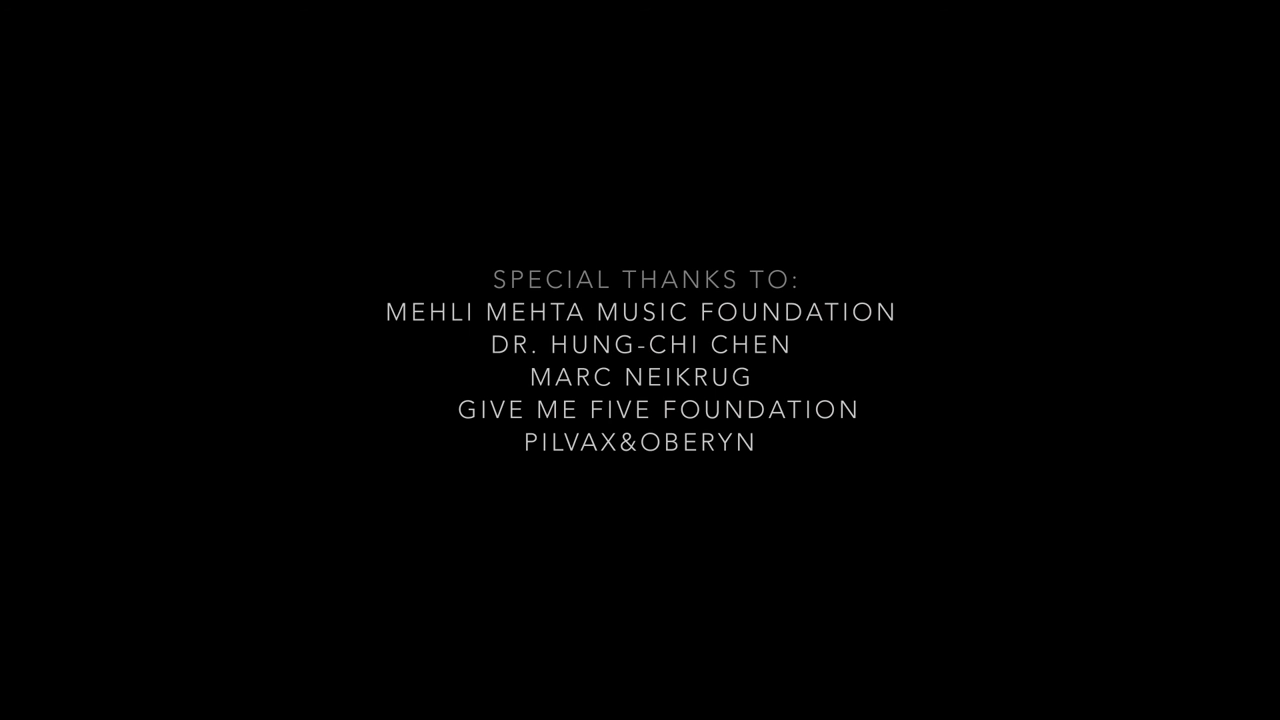 SPECIAL THANKS TO:
MEHLI MEHTA MUSIC FOUNDATION
DR. HUNG-CHI CHEN
MARC NEIKRUG
GIVE ME FIVE FOUNDATION
PILVAX&OBERYN